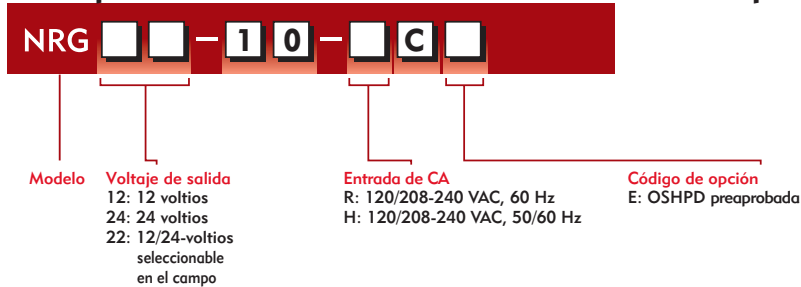 NRG - 1 0 - C
Modelo
Voltaje de salida
12: 12 voltios
24: 24 voltios
22: 12/24-voltios
seleccionable
en el campo
Entrada de CA
R: 120/208-240 VAC, 60 Hz
H: 120/208-240 VAC, 50/60 Hz
Código de opción
E: OSHPD preaprobada